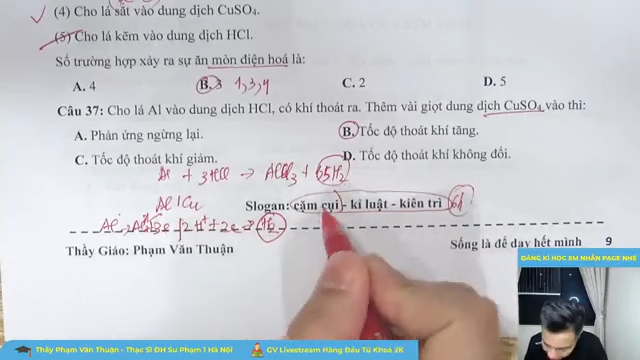 (4) Cho lá sắt vào dung dịch CuSO₄.
(5) Cho lá kẽm vào dung dịch HCl.
Số trường hợp xảy ra sự ăn mòn điện hoá là:
A. 4 B. 3 1,3,4 C. 2 D. 5
Câu 37: Cho lá Al vào dung dịch HCl, có khí thoát ra. Thêm vài giọt dung dịch CuSO₄ vào thì:
A. Phản ứng ngừng lại. B. Tốc độ thoát khí tăng.
C. Tốc độ thoát khí giảm. D. Tốc độ thoát khí không đổi.
Al + 3HCl → AlCl₃ + 1,5H₂
Al/Cu
Slogan: cặm cụi - kỉ luật - kiên trì
Thầy Giáo: Phạm Văn Thuận Sống là để dạy hết mình 9
ĐĂNG KÍ HỌC EM NHẮN PAGE NHÉ
Thầy Phạm Văn Thuận - Thạc Sĩ ĐH Sư Phạm 1 Hà Nội
GV Livestream Hàng Đầu Từ Khoá 2K